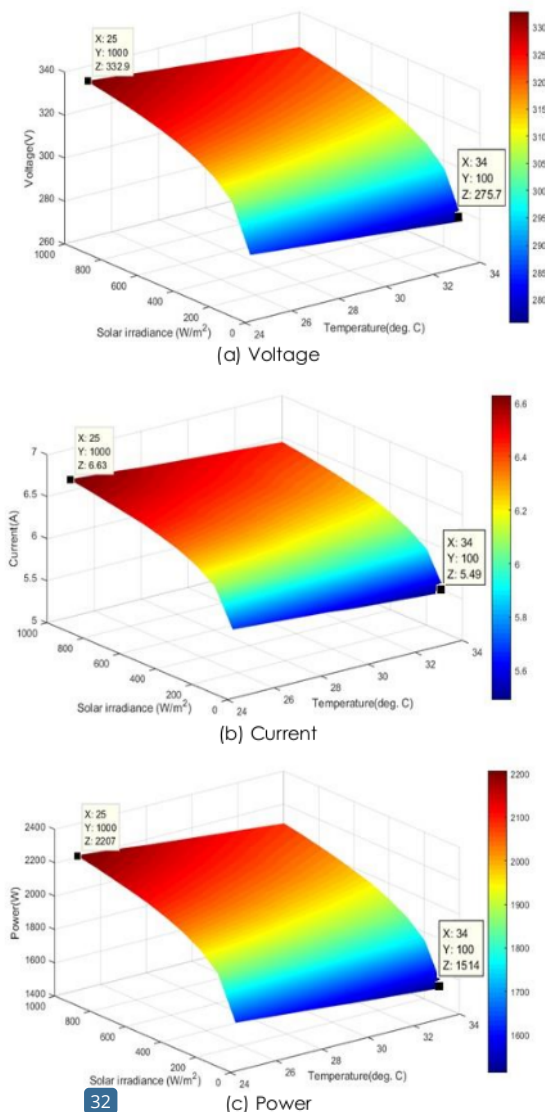 X: 25
Y: 1000
Z: 332.9
340
320
300
280
260
Voltage(V)
1000
800
600
400
200
0
Solar irradiance (W/m²)
24
26
28
30
32
34
Temperature(deg. C)
X: 34
Y: 100
Z: 275.7
330
320
310
300
290
280
(a) Voltage
X: 25
Y: 1000
Z: 6.63
7
6.5
6
5.5
5
Current(A)
1000
800
600
400
200
0
Solar irradiance (W/m²)
24
26
28
30
32
34
Temperature(deg. C)
X: 34
Y: 100
Z: 5.49
6.6
6.4
6.2
6
5.8
5.6
(b) Current
X: 25
Y: 1000
Z: 2207
2400
2200
2000
1800
1600
1400
Power(W)
1000
800
600
400
200
0
Solar irradiance (W/m²)
24
26
28
30
32
34
Temperature(deg. C)
X: 34
Y: 100
Z: 1514
2200
2100
2000
1900
1800
1700
1600
32
(c) Power